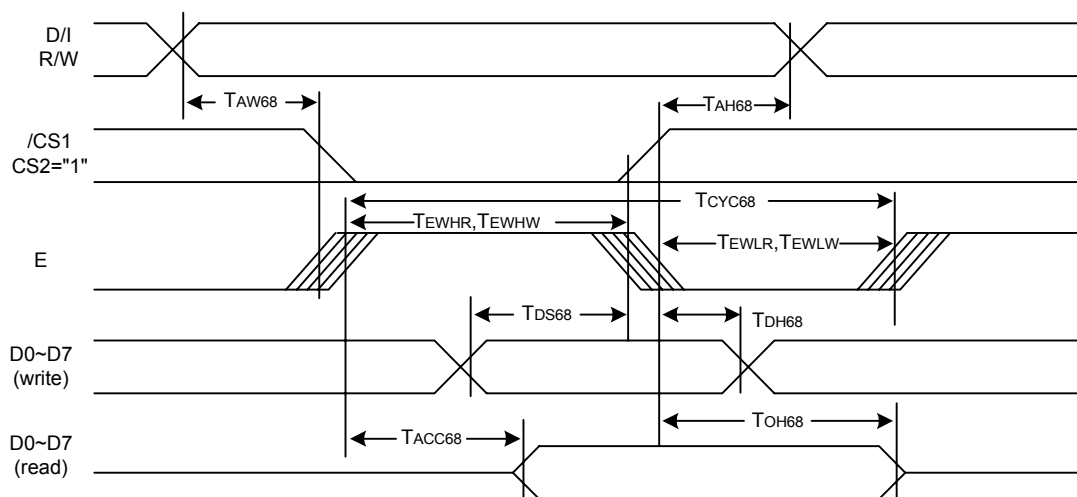 D/I
R/W
TAW68
TAH68
/CS1
CS2="1"
TCYC68
TEWHR,TEWHW
TEWLR,TEWLW
E
TDS68
TDH68
D0~D7
(write)
TACC68
TOH68
D0~D7
(read)